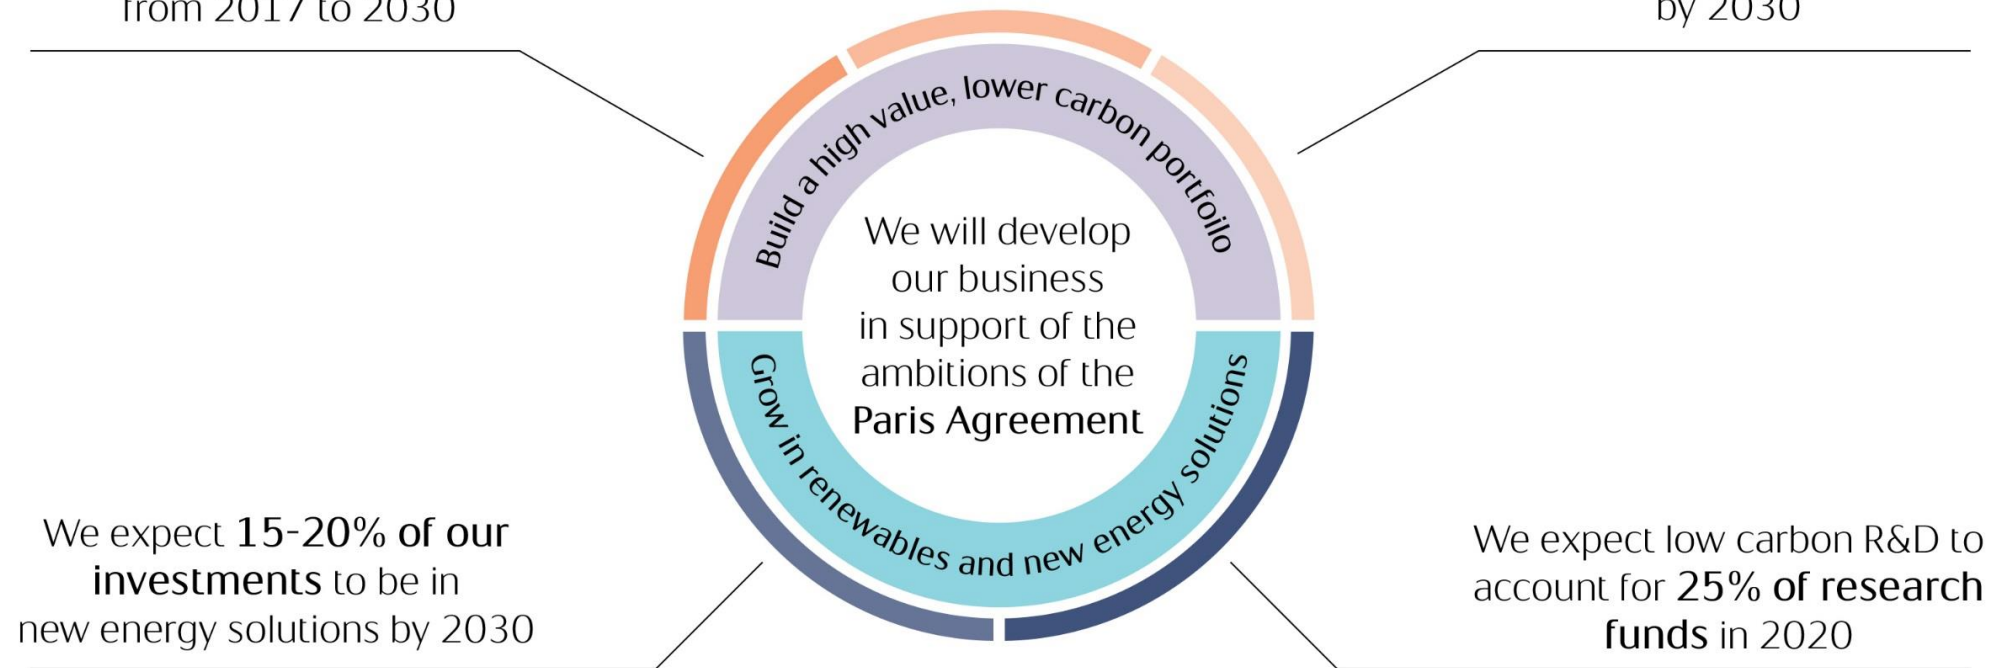 from 2017 to 2030
by 2030
Build a high value, lower carbon portfoilo
We will develop
our business
in support of the
ambitions of the
Paris Agreement
Grow in renewables and new energy solutions
We expect 15-20% of our
investments to be in
new energy solutions by 2030
We expect low carbon R&D to
account for 25% of research
funds in 2020